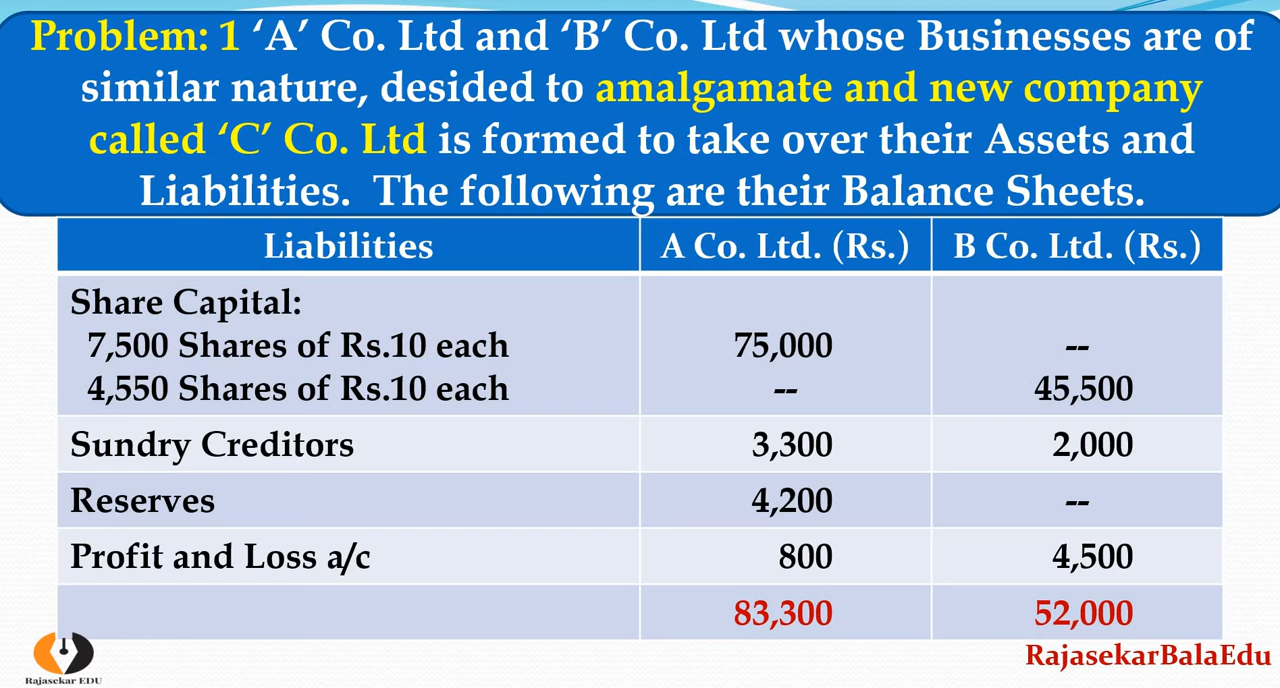 Problem: 1 ‘A’ Co. Ltd and ‘B’ Co. Ltd whose Businesses are of
similar nature, desided to amalgamate and new company
called ‘C’ Co. Ltd is formed to take over their Assets and
Liabilities. The following are their Balance Sheets.
Liabilities A Co. Ltd. (Rs.) B Co. Ltd. (Rs.)
Share Capital:
7,500 Shares of Rs.10 each 75,000 --
4,550 Shares of Rs.10 each -- 45,500
Sundry Creditors 3,300 2,000
Reserves 4,200 --
Profit and Loss a/c 800 4,500
83,300 52,000
RajasekarBalaEdu
Rajasekar EDU